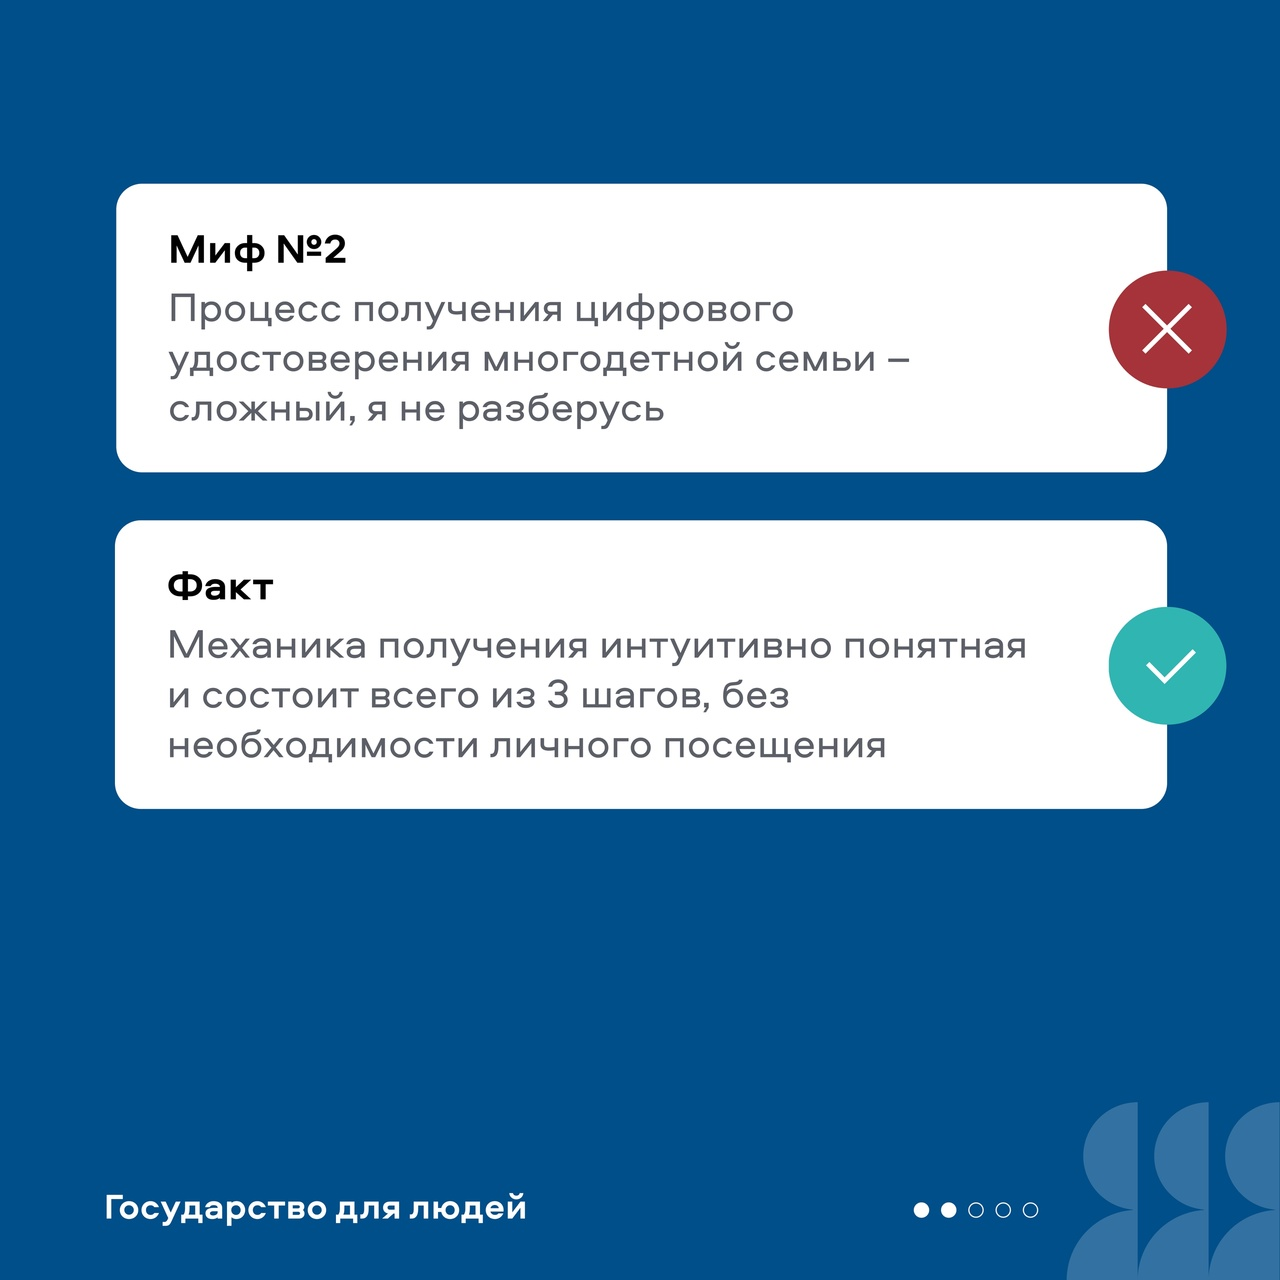 Миф №2
Процесс получения цифрового
удостоверения многодетной семьи –
сложный, я не разберусь
Факт
Механика получения интуитивно понятная
и состоит всего из 3 шагов, без
необходимости личного посещения
Государство для людей